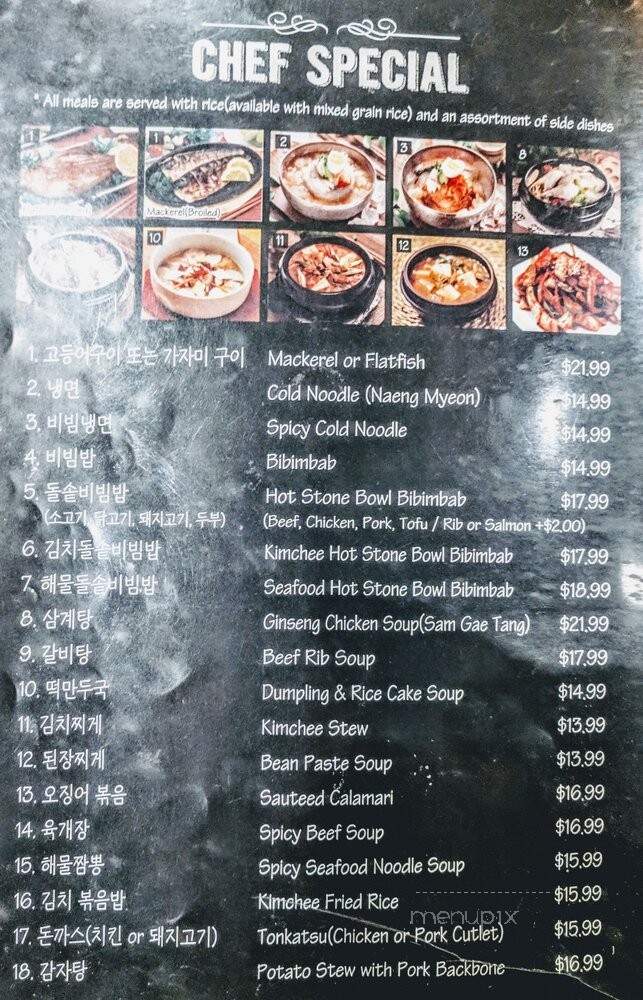 CHEF SPECIAL
* All meals are served with rice(available with mixed grain rice) and an assortment of side dishes
1 1 2 3 8
Mackerel(Broiled)
10 11 12 13
1. 고등어구이 또는 가자미 구이 Mackerel or Flatfish $21.99
2. 냉면 Cold Noodle (Naeng Myeon) $14.99
3. 비빔냉면 Spicy Cold Noodle $14.99
4. 비빔밥 Bibimbab $14.99
5. 돌솥비빔밥 Hot Stone Bowl Bibimbab $17.99
(소고기, 닭고기, 돼지고기, 두부) (Beef, Chicken, Pork, Tofu / Rib or Salmon +$2.00)
6. 김치돌솥비빔밥 Kimchee Hot Stone Bowl Bibimbab $17.99
7. 해물돌솥비빔밥 Seafood Hot Stone Bowl Bibimbab $18.99
8. 삼계탕 Ginseng Chicken Soup(Sam Gae Tang) $21.99
9. 갈비탕 Beef Rib Soup $17.99
10. 떡만두국 Dumpling & Rice Cake Soup $14.99
11. 김치찌게 Kimchee Stew $13.99
12. 된장찌게 Bean Paste Soup $13.99
13. 오징어 볶음 Sauteed Calamari $16.99
14. 육개장 Spicy Beef Soup $16.99
15. 해물짬뽕 Spicy Seafood Noodle Soup $15.99
16. 김치 볶음밥 Kimchee Fried Rice $15.99
menupix
17. 돈까스(치킨 or 돼지고기) Tonkatsu(Chicken or Pork Cutlet) $15.99
18. 감자탕 Potato Stew with Pork Backbone $16.99